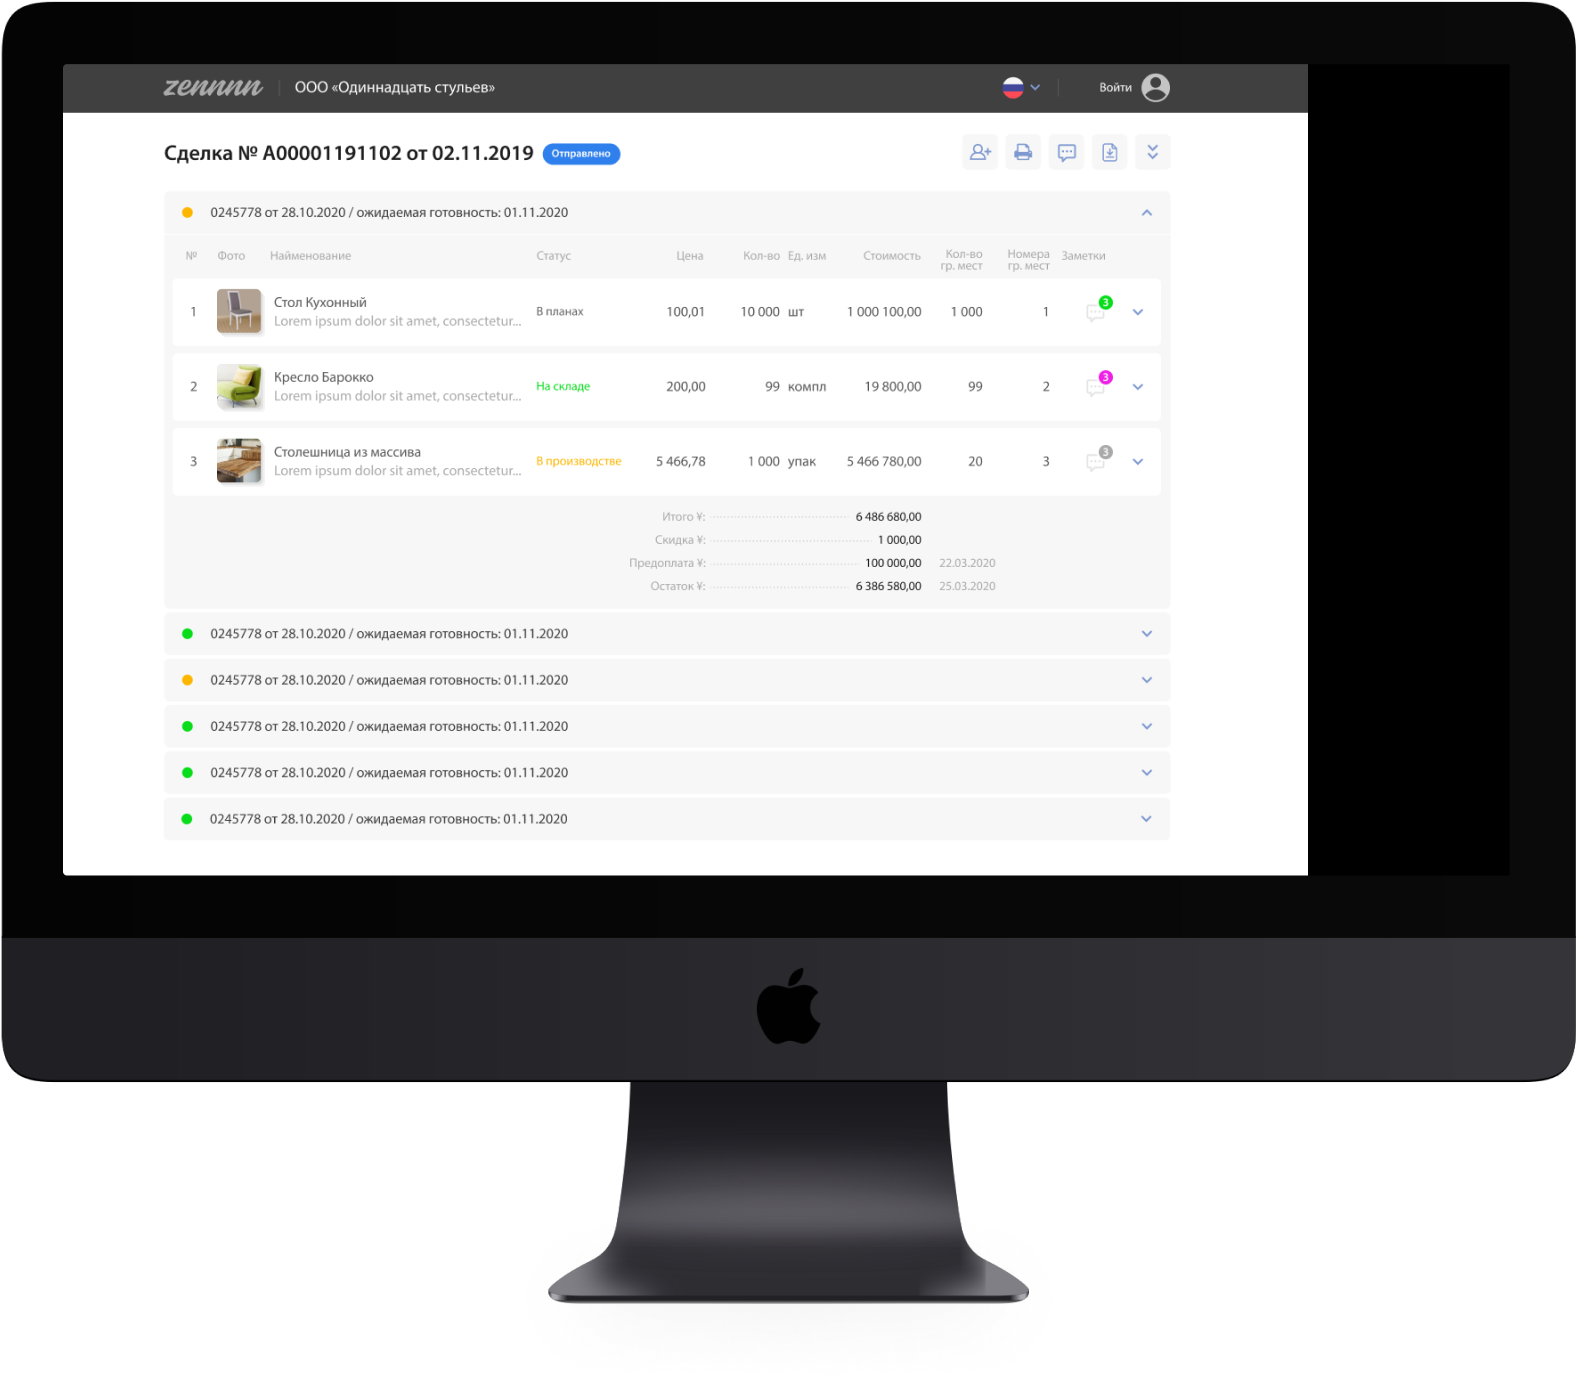 zennnn
ООО «Одиннадцать стульев»
Войти
Сделка № A00001191102 от 02.11.2019 Отправлено
0245778 от 28.10.2020 / ожидаемая готовность: 01.11.2020
№ Фото Найменование Статус Цена Кол-во Ед. изм Стоимость Кол-во гр. мест Номера гр. мест Заметки
1 Стол Кухонный В планах 100,01 10 000 шт 1 000 100,00 1 000 1 3
Lorem ipsum dolor sit amet, consectetur...
2 Кресло Барокко На складе 200,00 99 компл 19 800,00 99 2 3
Lorem ipsum dolor sit amet, consectetur...
3 Столешница из массива В производстве 5 466,78 1 000 упак 5 466 780,00 20 3 3
Lorem ipsum dolor sit amet, consectetur...
Итого ¥: 6 486 680,00
Скидка ¥: 1 000,00
Предоплата ¥: 100 000,00 22.03.2020
Остаток ¥: 6 386 580,00 25.03.2020
0245778 от 28.10.2020 / ожидаемая готовность: 01.11.2020
0245778 от 28.10.2020 / ожидаемая готовность: 01.11.2020
0245778 от 28.10.2020 / ожидаемая готовность: 01.11.2020
0245778 от 28.10.2020 / ожидаемая готовность: 01.11.2020
0245778 от 28.10.2020 / ожидаемая готовность: 01.11.2020